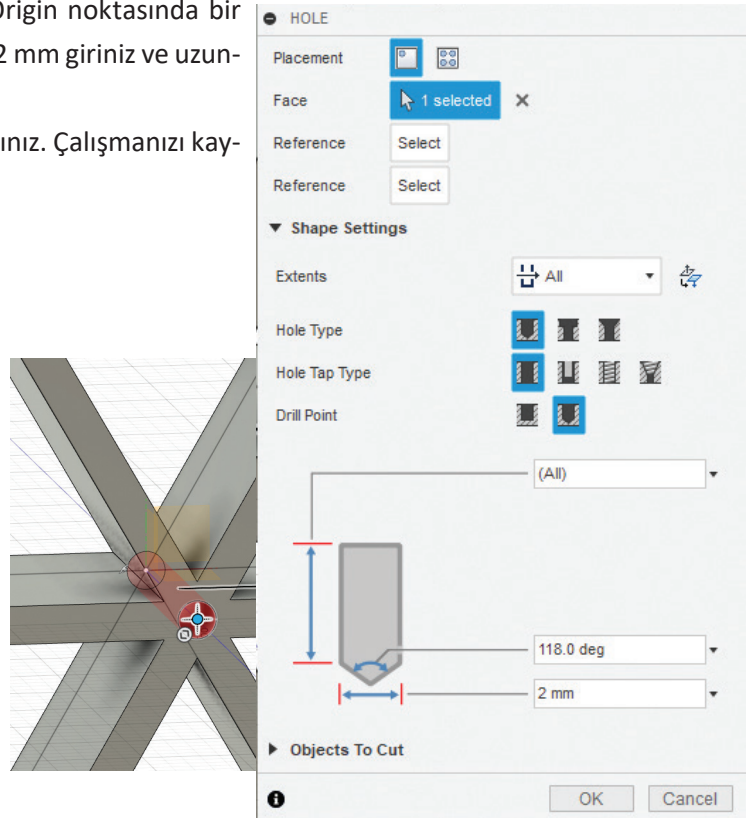 Origin noktasında bir
2 mm giriniz ve uzun-
ınız. Çalışmanızı kay-
HOLE
Placement
Face 1 selected
Reference Select
Reference Select
Shape Settings
Extents All
Hole Type
Hole Tap Type
Drill Point
(All)
118.0 deg
2 mm
Objects To Cut
OK Cancel